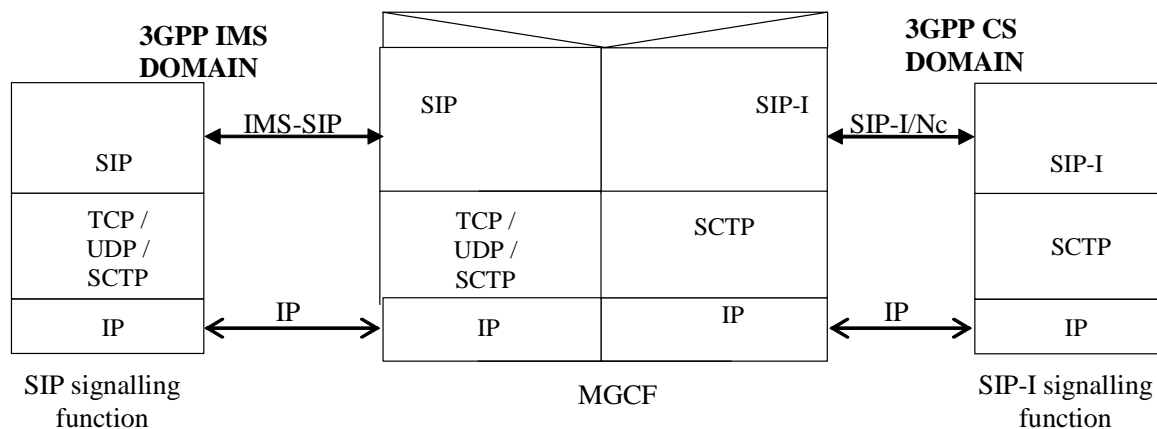 3GPP IMS
DOMAIN
3GPP CS
DOMAIN
SIP
SIP-I
IMS-SIP
SIP-I/Nc
SIP
SIP-I
TCP /
UDP /
SCTP
TCP /
UDP /
SCTP
SCTP
SCTP
IP
IP
IP
IP
IP
IP
SIP signalling
function
MGCF
SIP-I signalling
function